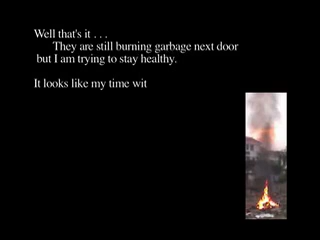 Well that's it . . .
They are still burning garbage next door
but I am trying to stay healthy.
It looks like my time wit